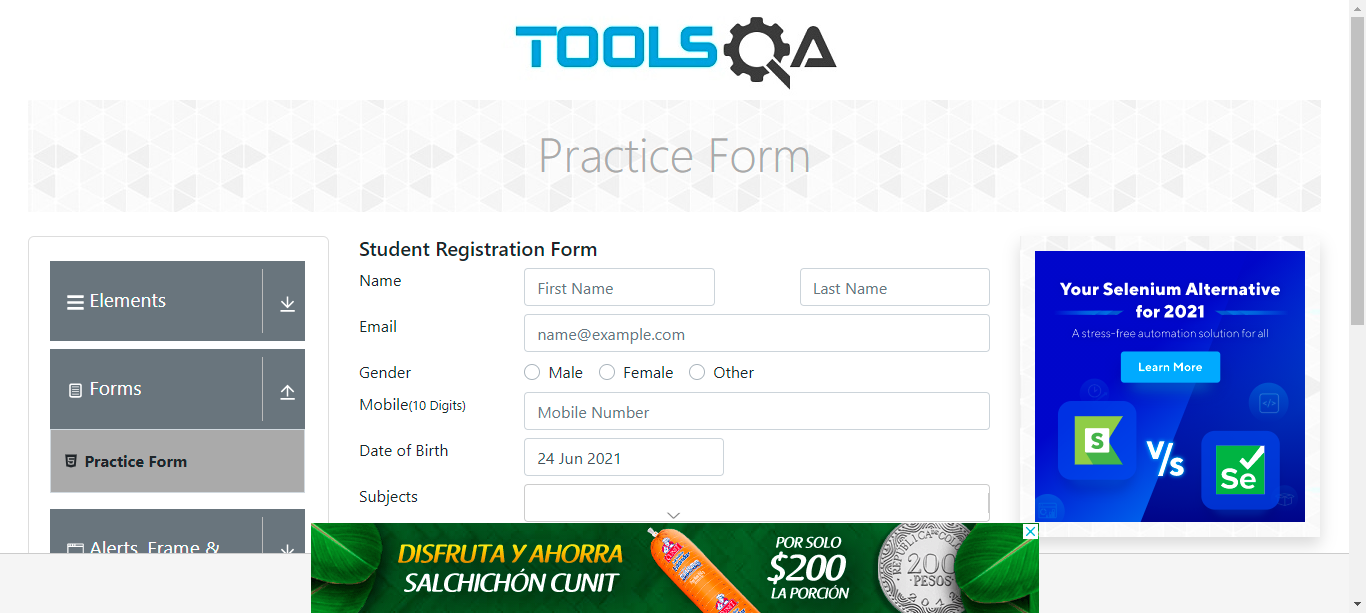 TOOLSQA
Practice Form
Elements
Forms
Practice Form
Alerts, Frame &
Student Registration Form
Name
First Name
Last Name
Email
name@example.com
Gender
Male
Female
Other
Mobile(10 Digits)
Mobile Number
Date of Birth
24 Jun 2021
Subjects
Your Selenium Alternative
for 2021
A stress-free automation solution for all
Learn More
S
V/s
Se
DISFRUTA Y AHORRA
SALCHICHÓN CUNIT
POR SOLO
$200
LA PORCIÓN
200
PESOS